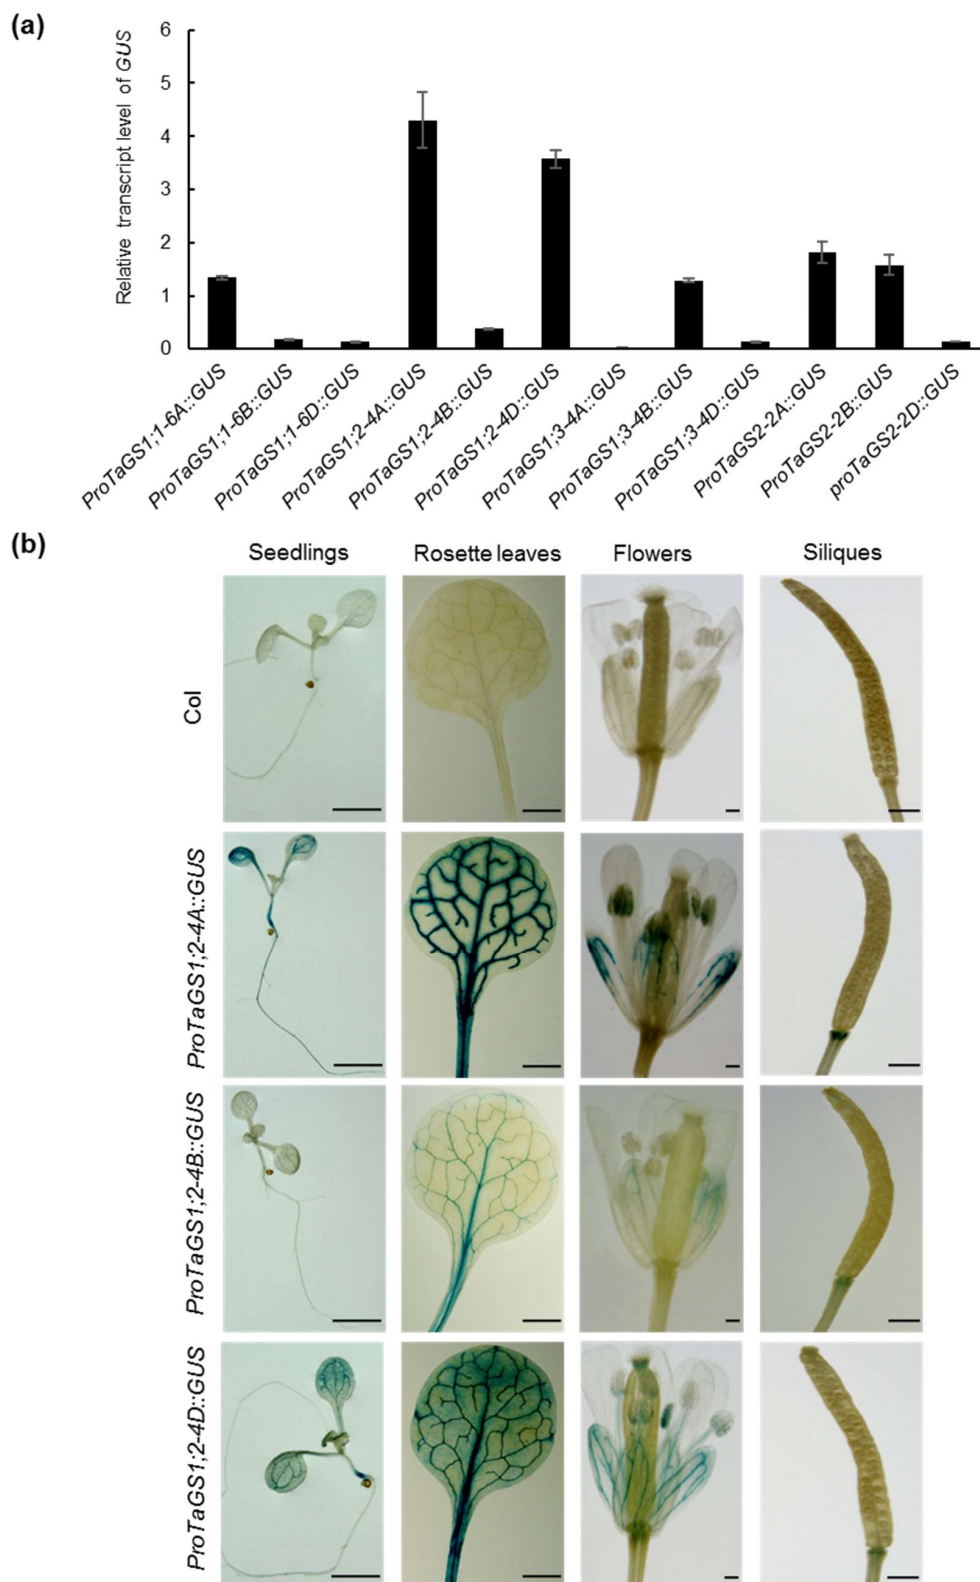 (a)
Relative transcript level of GUS
6
5
4
3
2
1
0
ProTaGS1;1-6A::GUS
ProTaGS1;1-6B::GUS
ProTaGS1;1-6D::GUS
ProTaGS1;2-4A::GUS
ProTaGS1;2-4B::GUS
ProTaGS1;2-4D::GUS
ProTaGS1;3-4A::GUS
ProTaGS1;3-4B::GUS
ProTaGS1;3-4D::GUS
ProTaGS2-2A::GUS
ProTaGS2-2B::GUS
proTaGS2-2D::GUS
(b)
Seedlings Rosette leaves Flowers Siliques
Col
ProTaGS1;2-4A::GUS
ProTaGS1;2-4B::GUS
ProTaGS1;2-4D::GUS